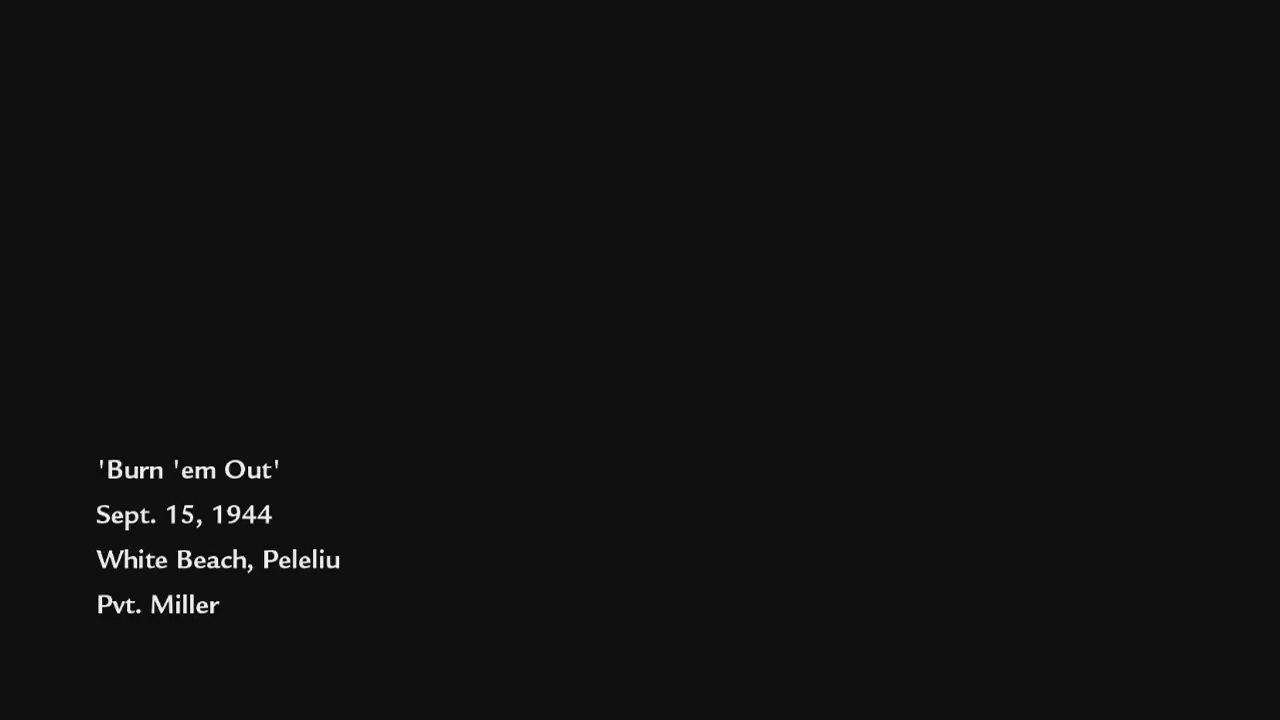 'Burn 'em Out'
Sept. 15, 1944
White Beach, Peleliu
Pvt. Miller